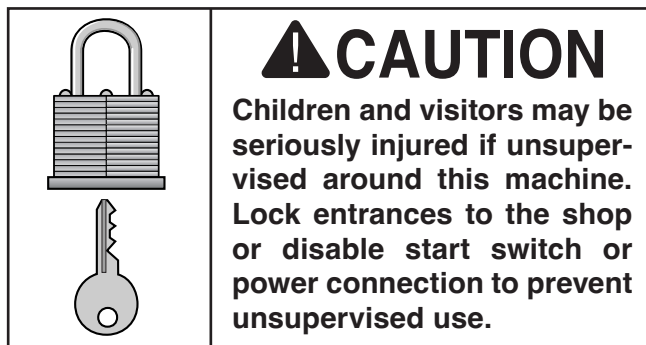 CAUTION
Children and visitors may be
seriously injured if unsuper-
vised around this machine.
Lock entrances to the shop
or disable start switch or
power connection to prevent
unsupervised use.